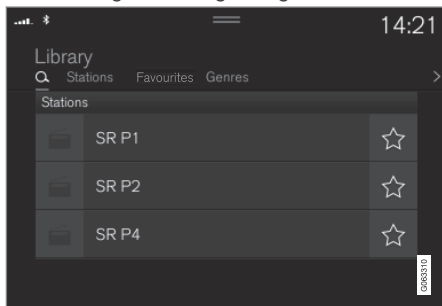 14:21
Library
Stations Favourites Genres
Stations
SR P1
SR P2
SR P4
G063310